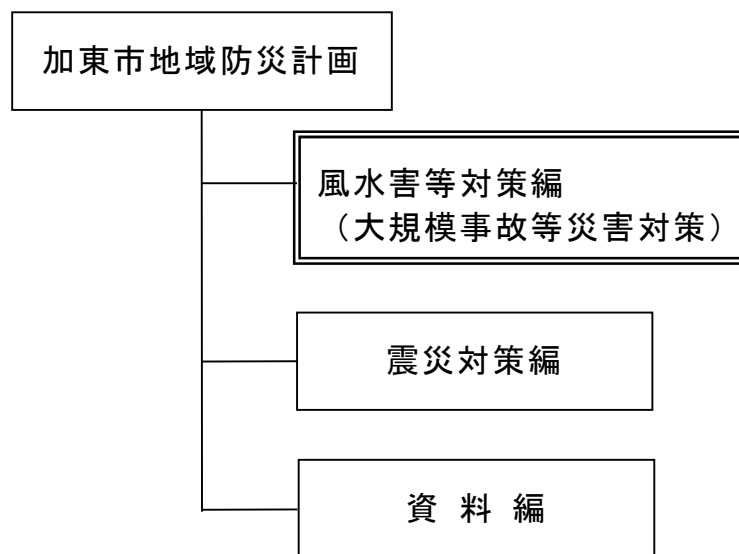 加東市地域防災計画
風水害等対策編
（大規模事故等災害対策）
震災対策編
資 料 編